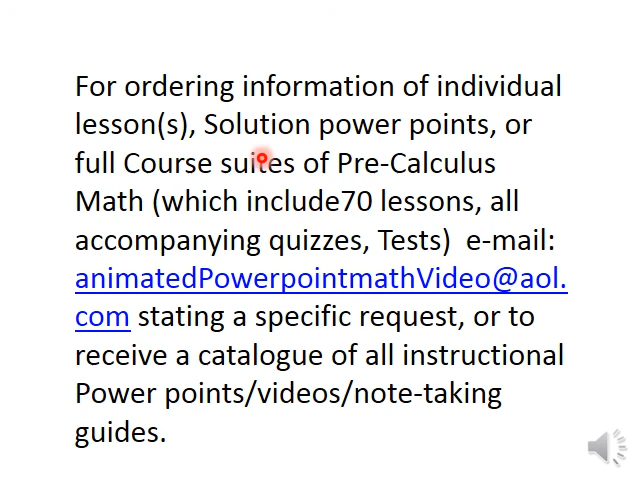 For ordering information of individual
lesson(s), Solution power points, or
full Course suites of Pre-Calculus
Math (which include70 lessons, all
accompanying quizzes, Tests)  e-mail:
animatedPowerpointmathVideo@aol.
com stating a specific request, or to
receive a catalogue of all instructional
Power points/videos/note-taking
guides.